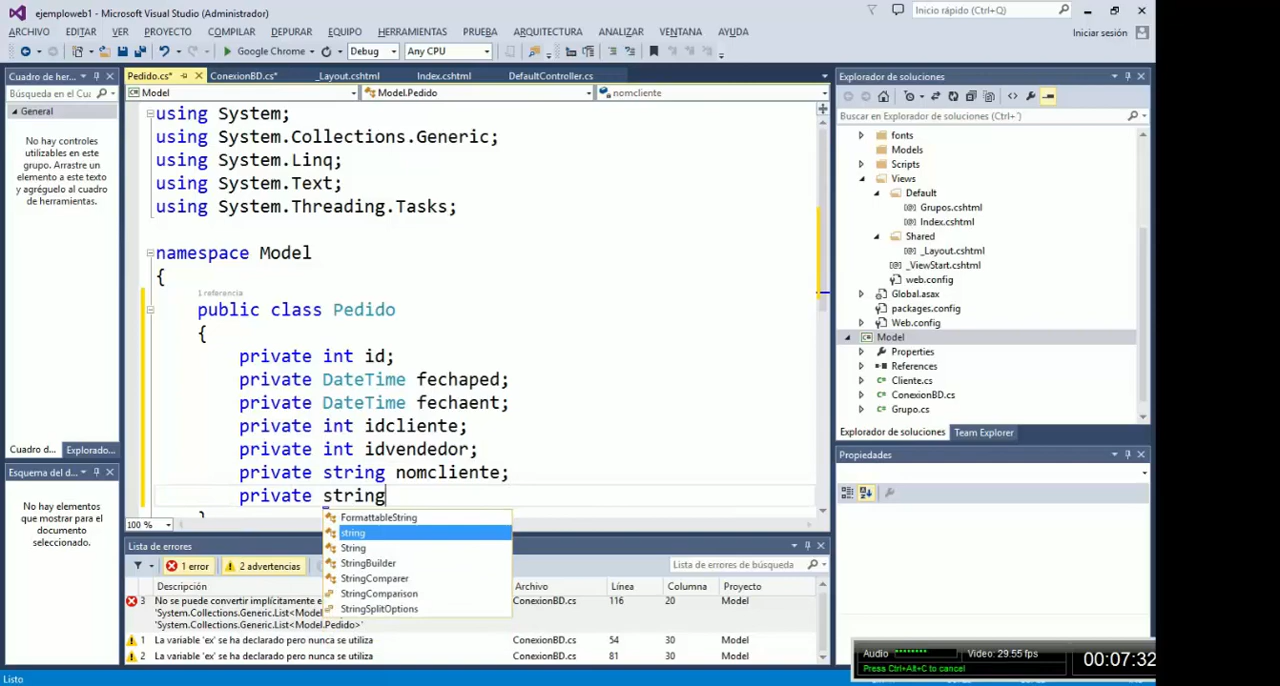 ejemploweb1 - Microsoft Visual Studio (Administrador)
Inicio rápido (Ctrl+Q)
ARCHIVO EDITAR VER PROYECTO COMPILAR DEPURAR EQUIPO HERRAMIENTAS PRUEBA ARQUITECTURA ANALIZAR VENTANA AYUDA
Iniciar sesión
Google Chrome Debug Any CPU
Cuadro de her...
Búsqueda en el Cu
General
No hay controles
utilizables en este
grupo. Arrastre un
elemento a este texto
y agréguelo al cuadro
de herramientas.
Cuadro d... Explorado...
Esquema del d...
No hay elementos
que mostrar para el
documento
seleccionado.
Pedido.cs* ConexionBD.cs* _Layout.cshtml Index.cshtml DefaultController.cs
Model Model.Pedido nomcliente
using System;
using System.Collections.Generic;
using System.Linq;
using System.Text;
using System.Threading.Tasks;
namespace Model
{
1 referencia
public class Pedido
{
private int id;
private DateTime fechaped;
private DateTime fechaent;
private int idcliente;
private int idvendedor;
private string nomcliente;
private string
}
FormattableString
string
String
StringBuilder
StringComparer
StringComparison
StringSplitOptions
100 %
Lista de errores
1 error 2 advertencias
Lista de errores de búsqueda
Descripción Archivo Línea Columna Proyecto
3 No se puede convertir implícitamente e ConexionBD.cs 116 20 Model
'System.Collections.Generic.List<Model
'System.Collections.Generic.List<Model.Pedido>'
1 La variable 'ex' se ha declarado pero nunca se utiliza ConexionBD.cs 54 30 Model
2 La variable 'ex' se ha declarado pero nunca se utiliza ConexionBD.cs 81 30 Model
Explorador de soluciones
Buscar en Explorador de soluciones (Ctrl+')
fonts
Models
Scripts
Views
Default
Grupos.cshtml
Index.cshtml
Shared
_Layout.cshtml
_ViewStart.cshtml
web.config
Global.asax
packages.config
Web.config
Model
Properties
References
Cliente.cs
ConexionBD.cs
Grupo.cs
Explorador de soluciones Team Explorer
Propiedades
Audio Video: 29.55 fps
Press Ctrl+Alt+C to cancel
00:07:32
Listo